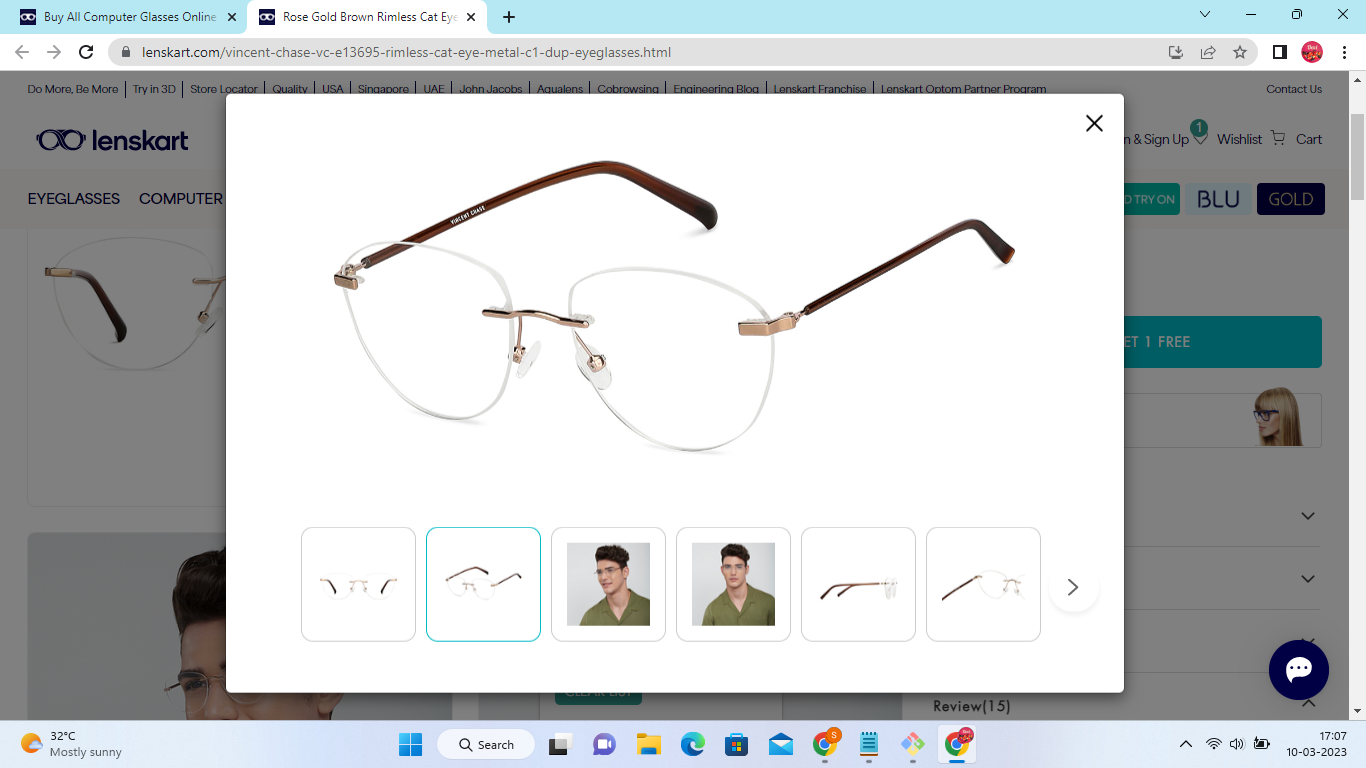 Buy All Computer Glasses Online
Rose Gold Brown Rimless Cat Eye
lenskart.com/vincent-chase-vc-e13695-rimless-cat-eye-metal-c1-dup-eyeglasses.html
Do More, Be More
Try in 3D
Store Locator
Quality
USA
Singapore
UAE
John Jacobs
Aqualens
Cobrowsing
Engineering Blog
Lenskart Franchise
Lenskart Optom Partner Program
Contact Us
lenskart
n & Sign Up
1
Wishlist
Cart
EYEGLASSES
COMPUTER
D TRY ON
BLU
GOLD
VINCENT CHASE
ET 1 FREE
CLEAR LIST
Review(15)
32°C
Mostly sunny
Search
S
17:07
10-03-2023